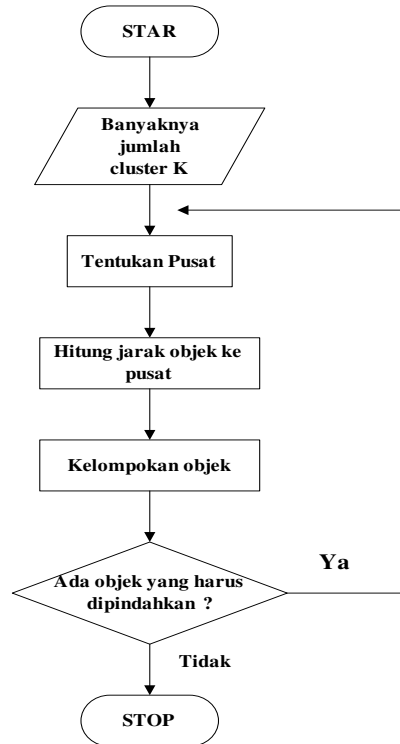 STAR
Banyaknya
jumlah
cluster K
Tentukan Pusat
Hitung jarak objek ke
pusat
Kelompokan objek
Ada objek yang harus
dipindahkan ?
Ya
Tidak
STOP